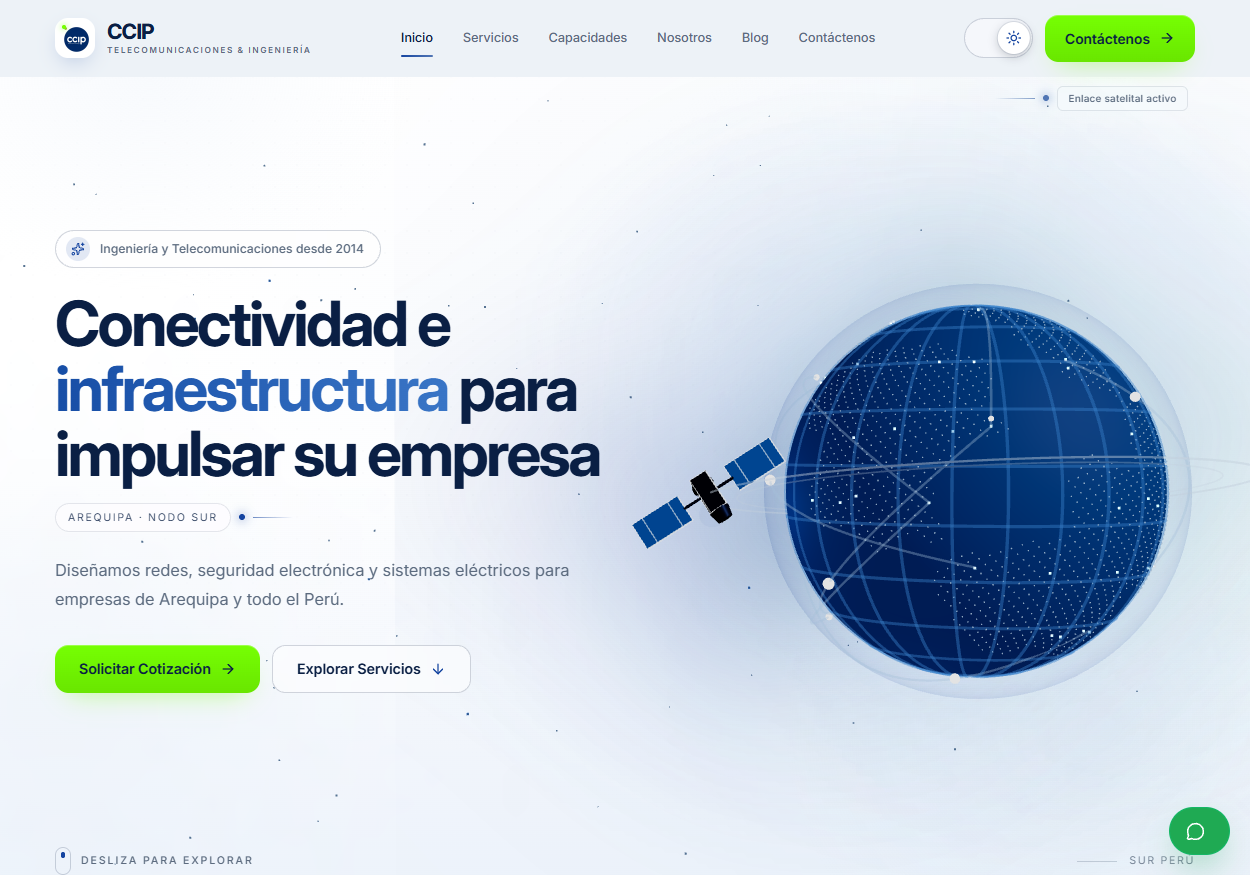 CCIP
CCIP
TELECOMUNICACIONES & INGENIERÍA
Inicio
Servicios
Capacidades
Nosotros
Blog
Contáctenos
Contáctenos
Enlace satelital activo
Ingeniería y Telecomunicaciones desde 2014
Conectividad e
infraestructura para
impulsar su empresa
AREQUIPA · NODO SUR
Diseñamos redes, seguridad electrónica y sistemas eléctricos para
empresas de Arequipa y todo el Perú.
Solicitar Cotización
Explorar Servicios
DESLIZA PARA EXPLORAR
SUR PERÚ